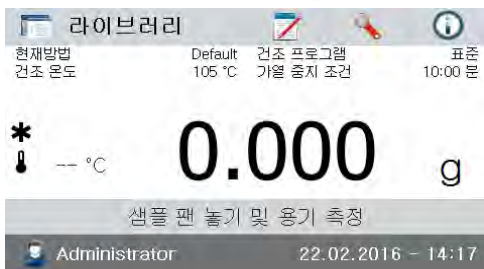 라이브러리
현재방법 Default 건조 프로그램 표준
건조 온도 105 °C 가열 중지 조건 10:00 분
-- °C 0.000 g
샘플 팬 놓기 및 용기 측정
Administrator 22.02.2016 - 14:17